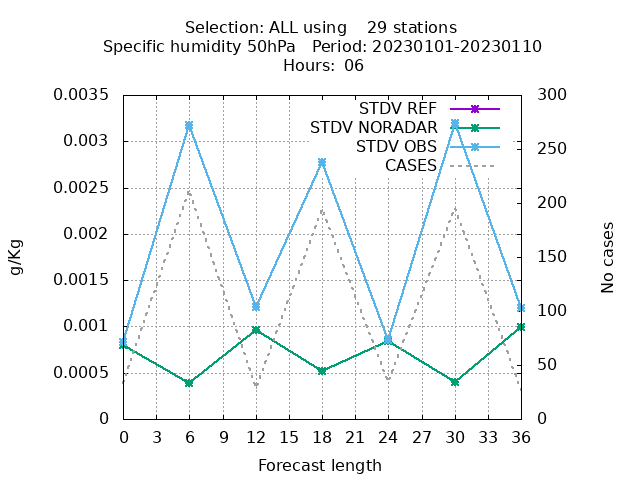 Selection: ALL using    29 stations
Specific humidity 50hPa   Period: 20230101-20230110
Hours: 06
STDV REF
STDV NORADAR
STDV OBS
CASES
0.0035
0.003
0.0025
0.002
0.0015
0.001
0.0005
0
300
250
200
150
100
50
0
g/Kg
No cases
0 3 6 9 12 15 18 21 24 27 30 33 36
Forecast length